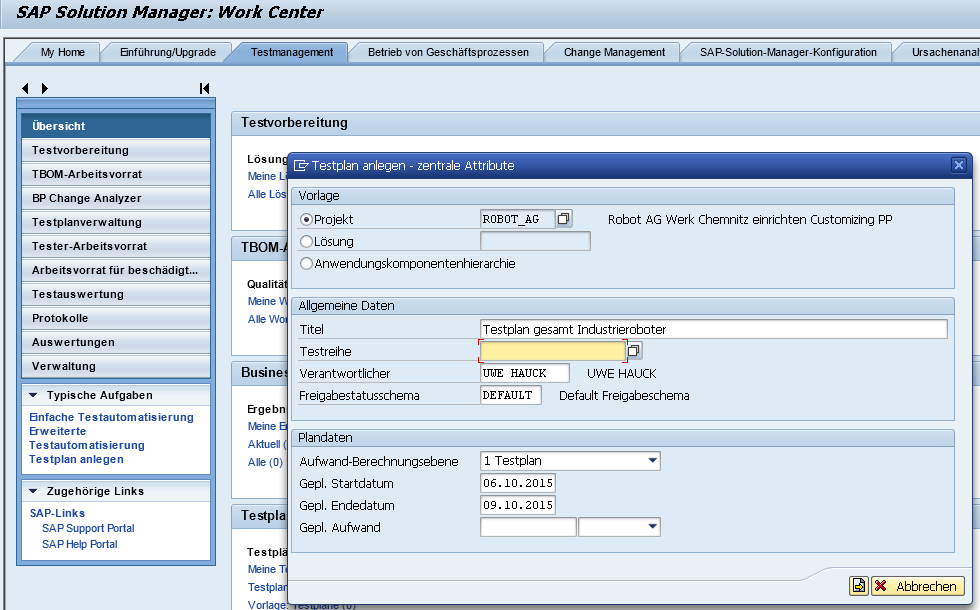 SAP Solution Manager: Work Center
My Home
Einführung/Upgrade
Testmanagement
Betrieb von Geschäftsprozessen
Change Management
SAP-Solution-Manager-Konfiguration
Ursachenanal
Übersicht
Testvorbereitung
TBOM-Arbeitsvorrat
BP Change Analyzer
Testplanverwaltung
Tester-Arbeitsvorrat
Arbeitsvorrat für beschädigt...
Testauswertung
Protokolle
Auswertungen
Verwaltung
Typische Aufgaben
Einfache Testautomatisierung
Erweiterte
Testautomatisierung
Testplan anlegen
Zugehörige Links
SAP-Links
SAP Support Portal
SAP Help Portal
Testvorbereitung
Lösung
Meine Lö
Alle Lös
TBOM-A
Qualität
Meine W
Alle Wor
Busines
Ergebn
Meine Er
Aktuell (
Alle (0)
Testpla
Testplä
Meine Te
Testplan
Vorlage: Testpläne (0)
Testplan anlegen - zentrale Attribute
Vorlage
Projekt ROBOT_AG Robot AG Werk Chemnitz einrichten Customizing PP
Lösung
Anwendungskomponentenhierarchie
Allgemeine Daten
Titel Testplan gesamt Industrieroboter
Testreihe
Verantwortlicher UWE HAUCK UWE HAUCK
Freigabestatusschema DEFAULT Default Freigabeschema
Plandaten
Aufwand-Berechnungsebene 1 Testplan
Gepl. Startdatum 06.10.2015
Gepl. Endedatum 09.10.2015
Gepl. Aufwand
Abbrechen